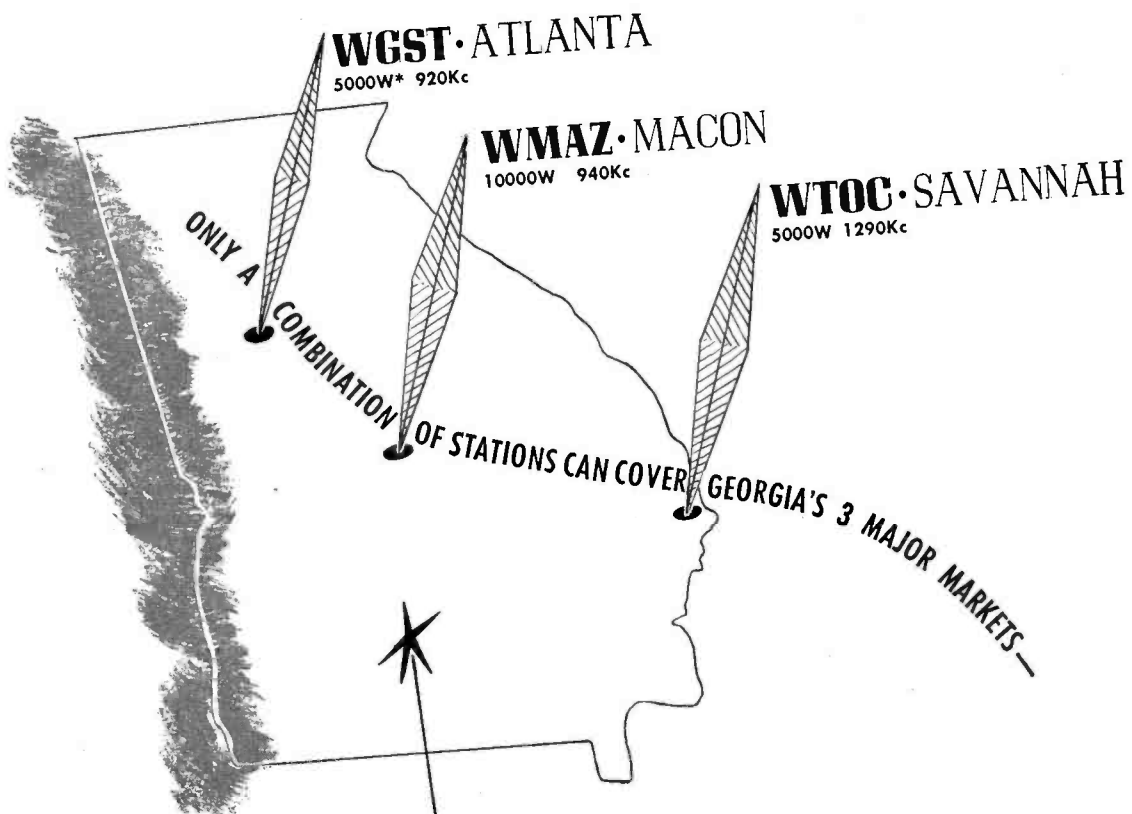 WGST·ATLANTA
5000W* 920Kc
WMAZ·MACON
10000W 940Kc
WTOC·SAVANNAH
5000W 1290Kc
ONLY A COMBINATION OF STATIONS CAN COVER GEORGIA'S 3 MAJOR MARKETS—